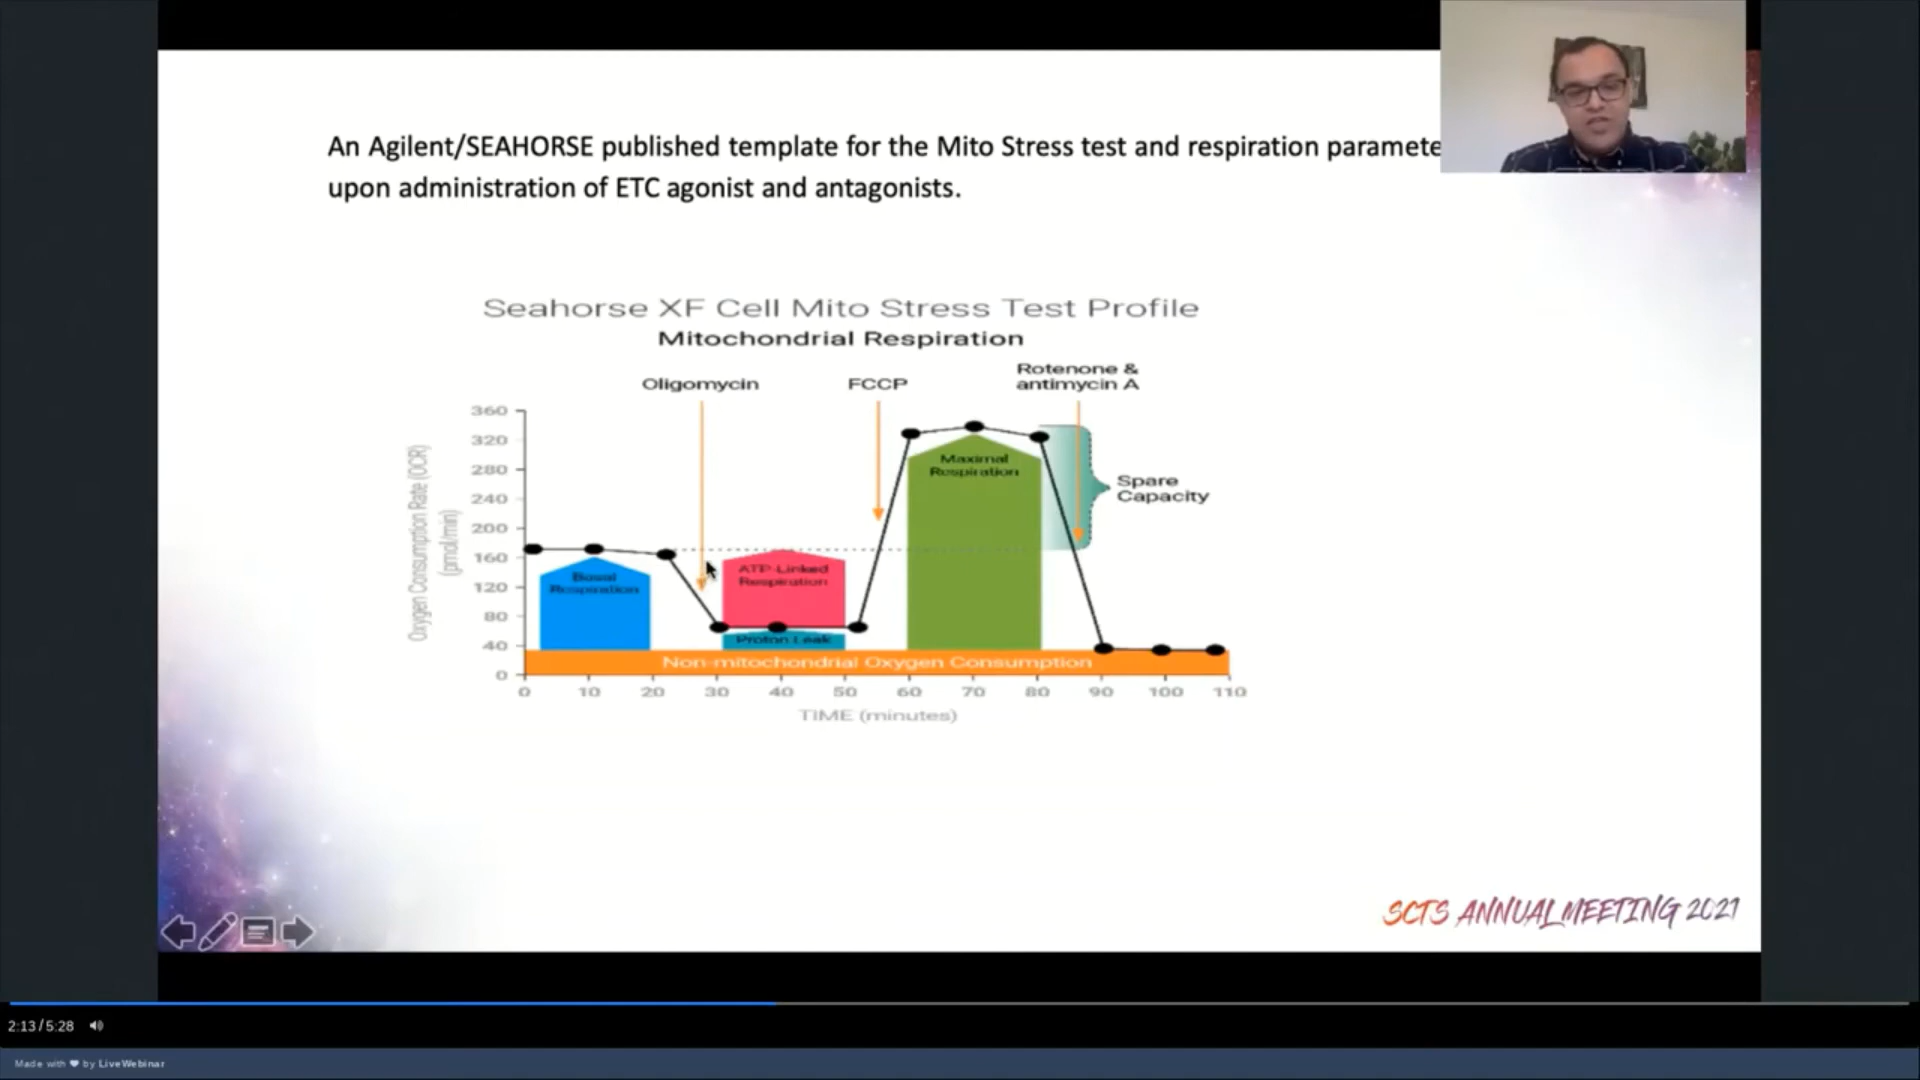 An Agilent/SEAHORSE published template for the Mito Stress test and respiration paramete
upon administration of ETC agonist and antagonists.
Seahorse XF Cell Mito Stress Test Profile
Mitochondrial Respiration
Oligomycin
FCCP
Rotenone &
antimycin A
Oxygen Consumption Rate (OCR)
(pmol/min)
360
320
280
240
200
160
120
80
40
0
Basal
Respiration
ATP-Linked
Respiration
Proton Leak
Maximal
Respiration
Spare
Capacity
Non-mitochondrial Oxygen Consumption
0 10 20 30 40 50 60 70 80 90 100 110
TIME (minutes)
SCTS ANNUAL MEETING 2021
2:13/5:28
Made with ❤ by LiveWebinar